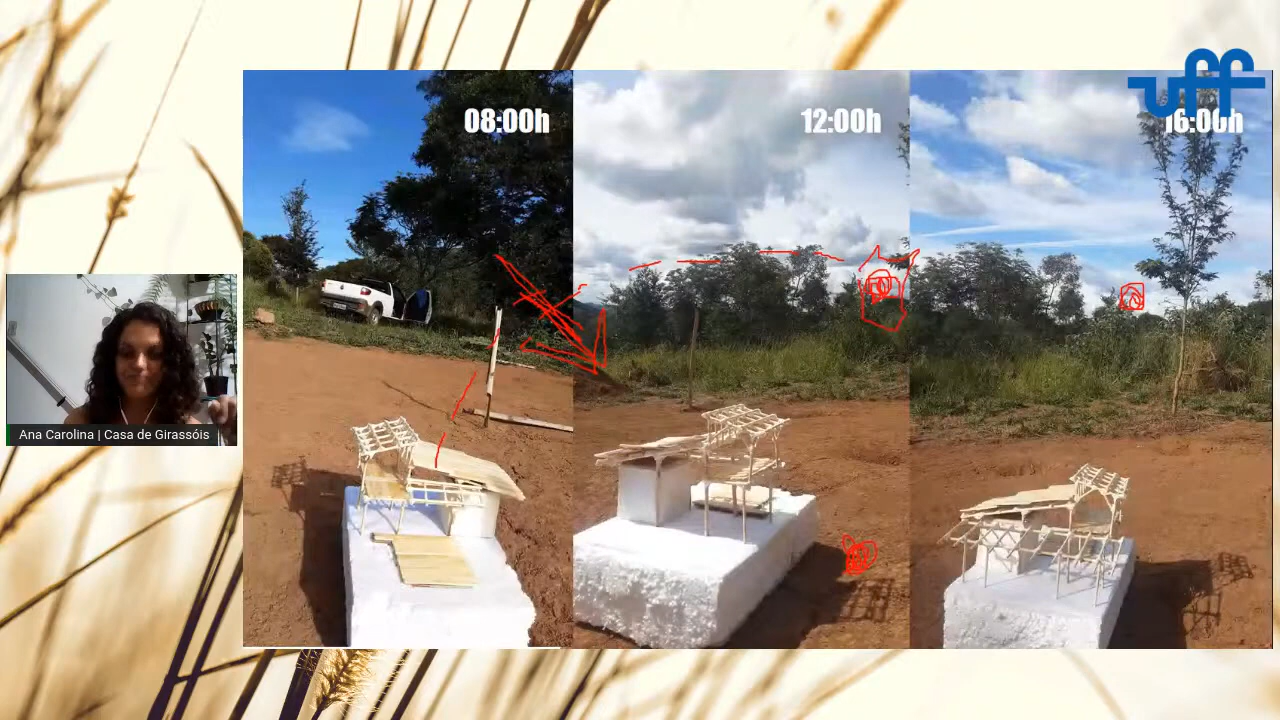 uff
08:00h
12:00h
16:00h
Ana Carolina | Casa de Girassóis